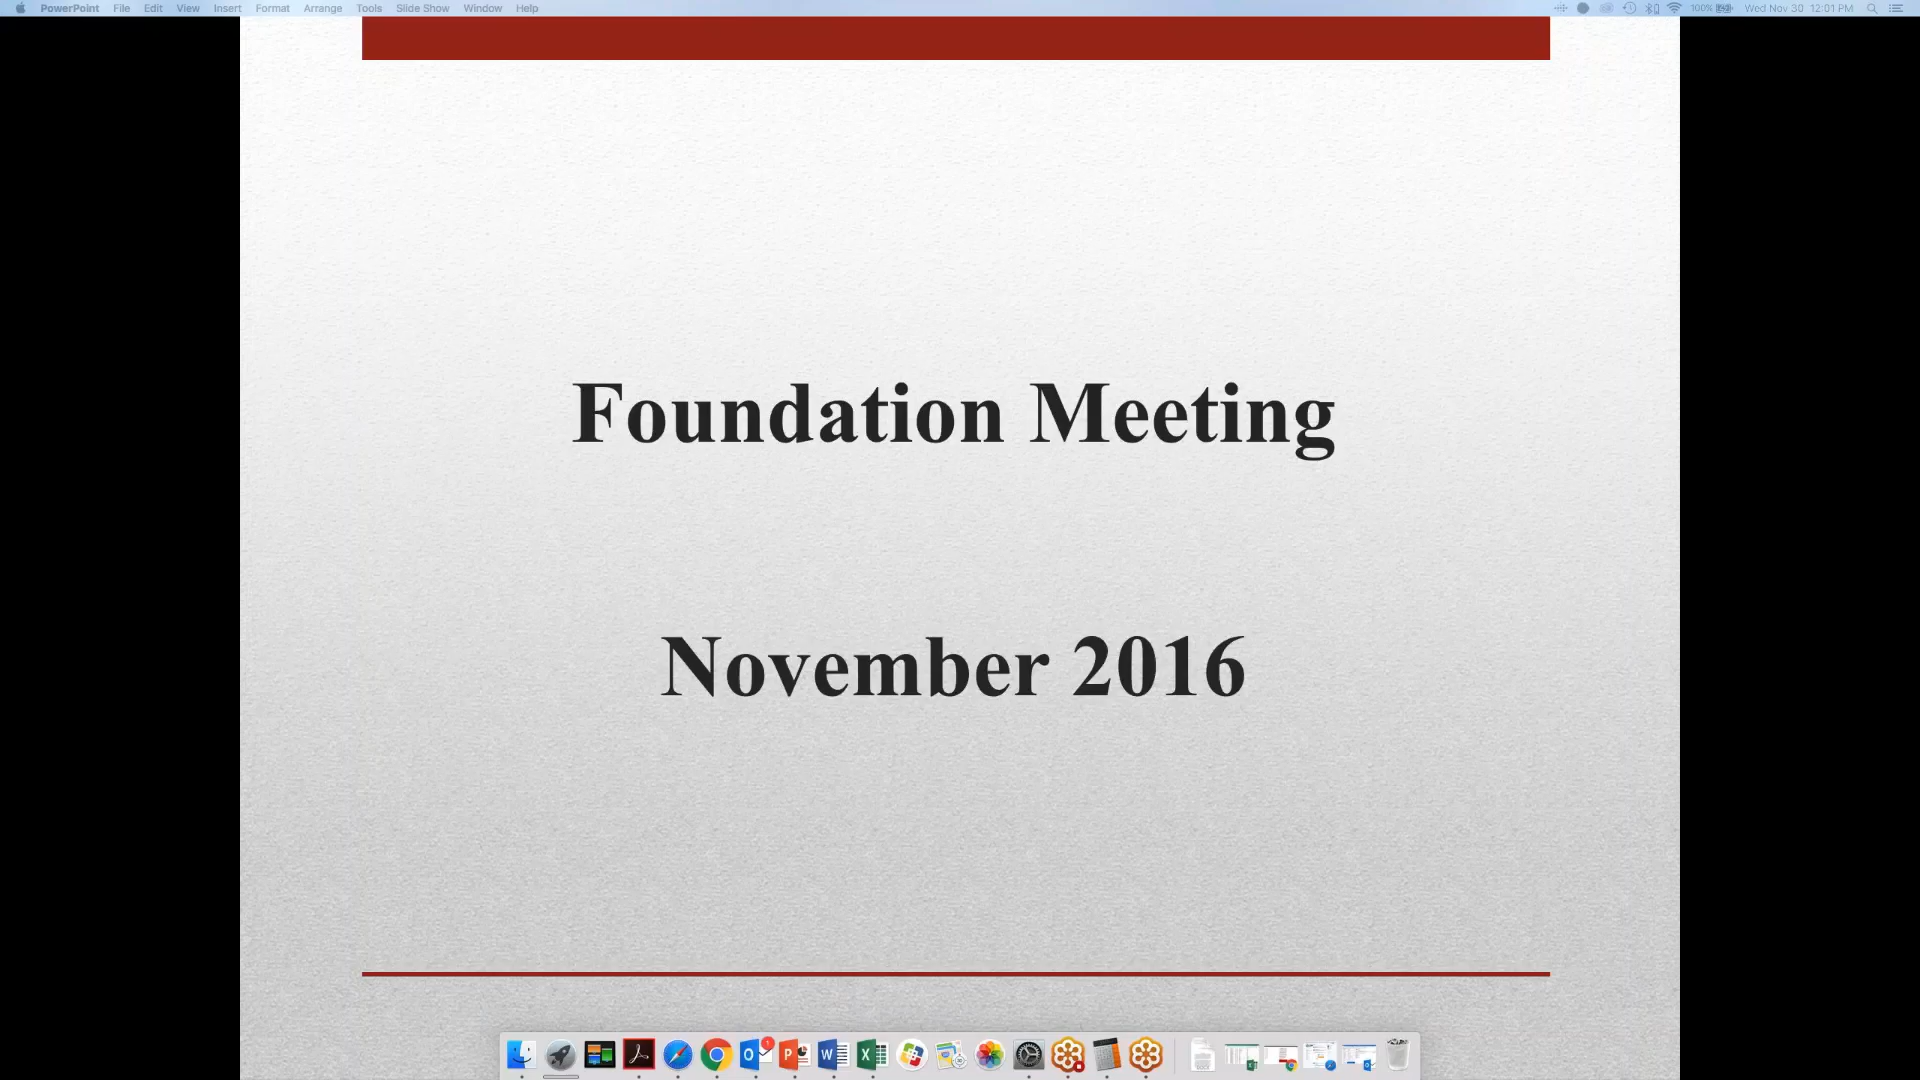 PowerPoint File Edit View Insert Format Arrange Tools Slide Show Window Help 100% Wed Nov 30 12:01 PM
Foundation Meeting
November 2016